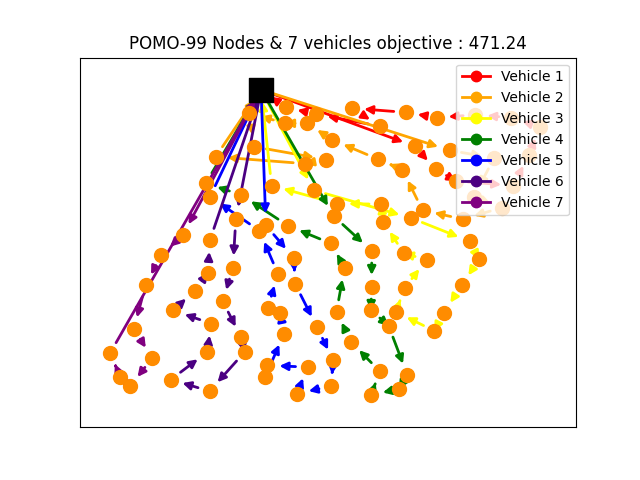 POMO-99 Nodes & 7 vehicles objective : 471.24
Vehicle 1
Vehicle 2
Vehicle 3
Vehicle 4
Vehicle 5
Vehicle 6
Vehicle 7